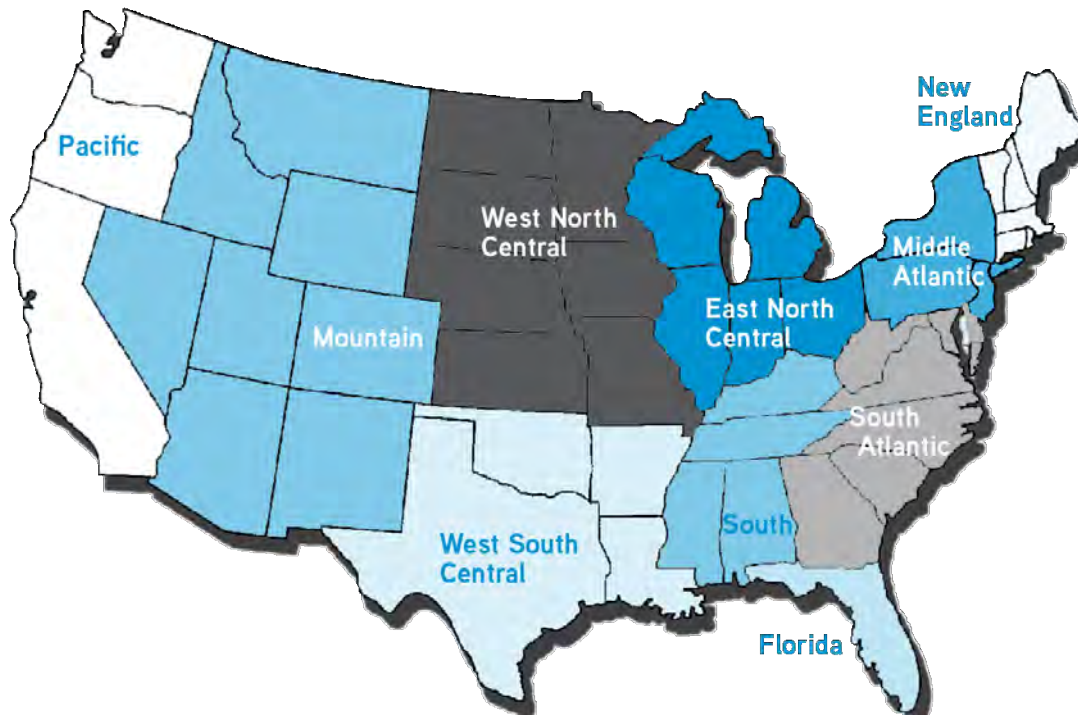 New
England
Pacific
West North
Central
Middle
Atlantic
East North
Central
Mountain
South
Atlantic
South
West South
Central
Florida